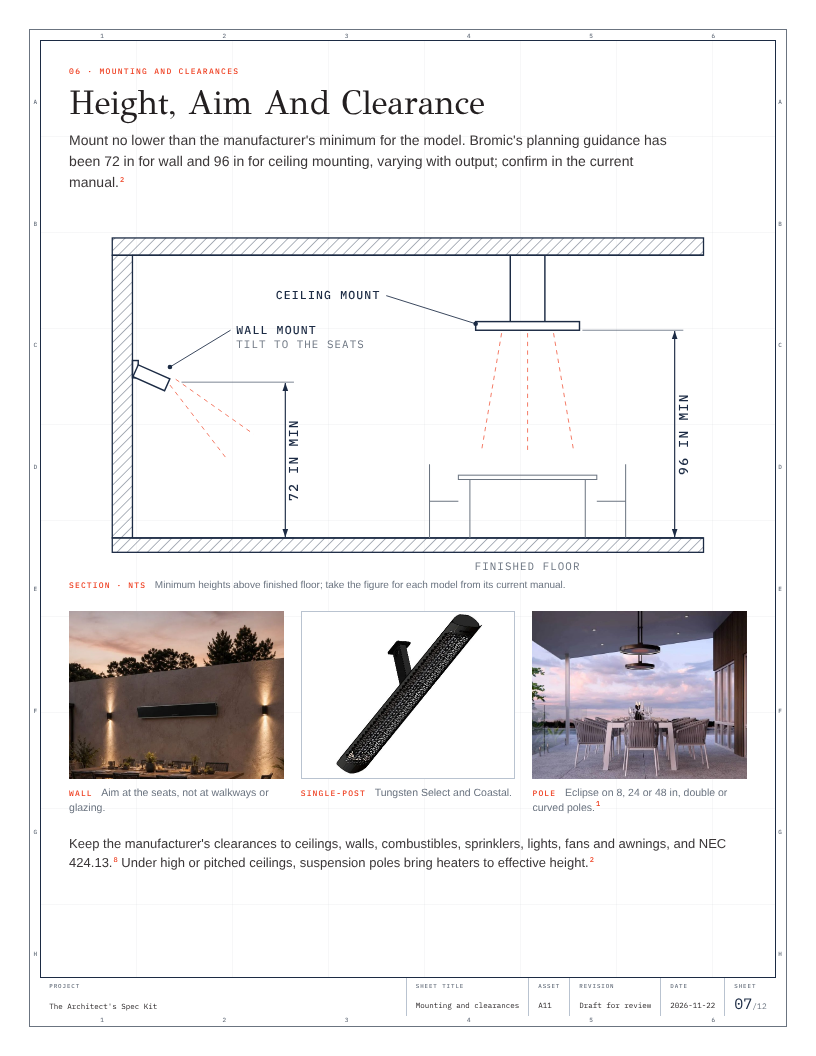 1 2 3 4 5 6
A A
B B
C C
D D
E E
F F
G G
H H
06 · MOUNTING AND CLEARANCES
Height, Aim And Clearance
Mount no lower than the manufacturer's minimum for the model. Bromic's planning guidance has
been 72 in for wall and 96 in for ceiling mounting, varying with output; confirm in the current
manual.²
CEILING MOUNT
WALL MOUNT
TILT TO THE SEATS
72 IN MIN
96 IN MIN
FINISHED FLOOR
SECTION · NTS Minimum heights above finished floor; take the figure for each model from its current manual.
WALL Aim at the seats, not at walkways or
glazing.
SINGLE-POST Tungsten Select and Coastal.
POLE Eclipse on 8, 24 or 48 in, double or
curved poles.¹
Keep the manufacturer's clearances to ceilings, walls, combustibles, sprinklers, lights, fans and awnings, and NEC
424.13.⁸ Under high or pitched ceilings, suspension poles bring heaters to effective height.²
PROJECT
The Architect's Spec Kit
SHEET TITLE
Mounting and clearances
ASSET
A11
REVISION
Draft for review
DATE
2026-11-22
SHEET
07/12
1 2 3 4 5 6